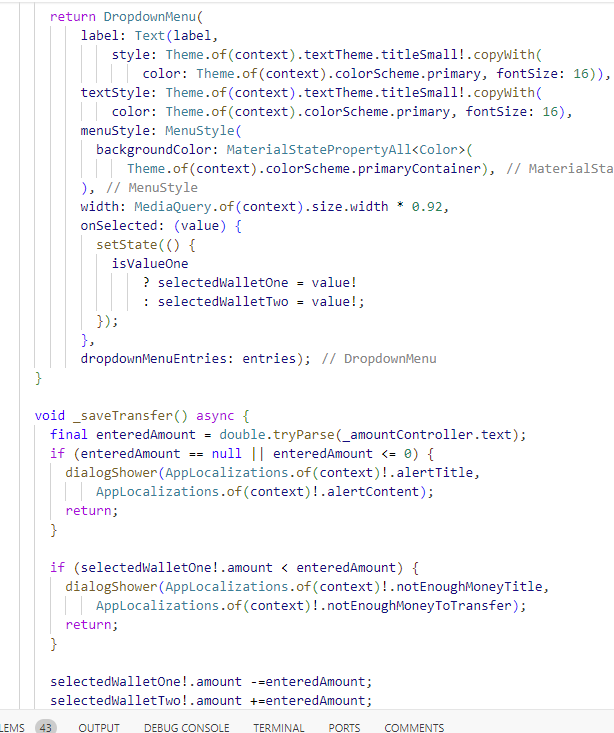 return DropdownMenu(
label: Text(label,
style: Theme.of(context).textTheme.titleSmall!.copyWith(
color: Theme.of(context).colorScheme.primary, fontSize: 16)),
textStyle: Theme.of(context).textTheme.titleSmall!.copyWith(
color: Theme.of(context).colorScheme.primary, fontSize: 16),
menuStyle: MenuStyle(
backgroundColor: MaterialStatePropertyAll<Color>(
Theme.of(context).colorScheme.primaryContainer), // MaterialSta
), // MenuStyle
width: MediaQuery.of(context).size.width * 0.92,
onSelected: (value) {
setState(() {
isValueOne
? selectedWalletOne = value!
: selectedWalletTwo = value!;
});
},
dropdownMenuEntries: entries); // DropdownMenu
}
void _saveTransfer() async {
final enteredAmount = double.tryParse(_amountController.text);
if (enteredAmount == null || enteredAmount <= 0) {
dialogShower(AppLocalizations.of(context)!.alertTitle,
AppLocalizations.of(context)!.alertContent);
return;
}
if (selectedWalletOne!.amount < enteredAmount) {
dialogShower(AppLocalizations.of(context)!.notEnoughMoneyTitle,
AppLocalizations.of(context)!.notEnoughMoneyToTransfer);
return;
}
selectedWalletOne!.amount -=enteredAmount;
selectedWalletTwo!.amount +=enteredAmount;
LEMS 43 OUTPUT DEBUG CONSOLE TERMINAL PORTS COMMENTS